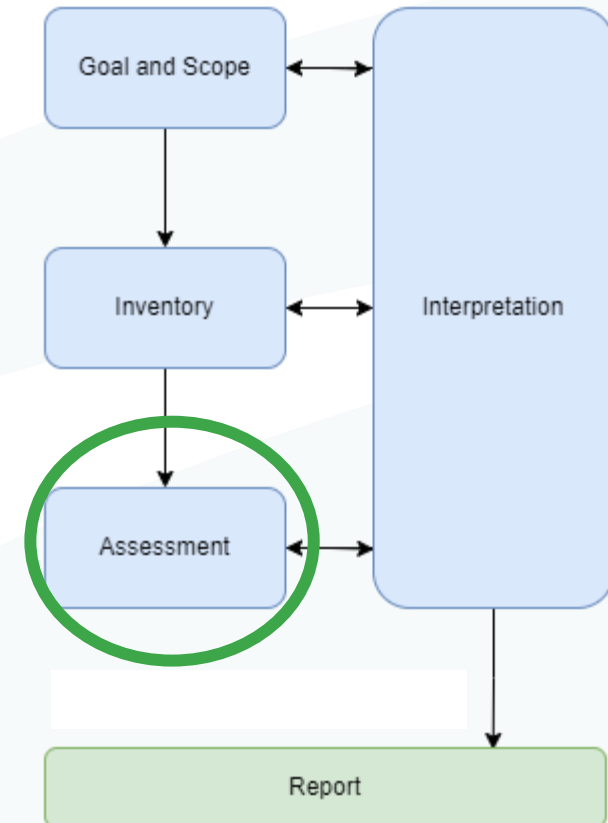 Goal and Scope
Inventory
Interpretation
Assessment
Report